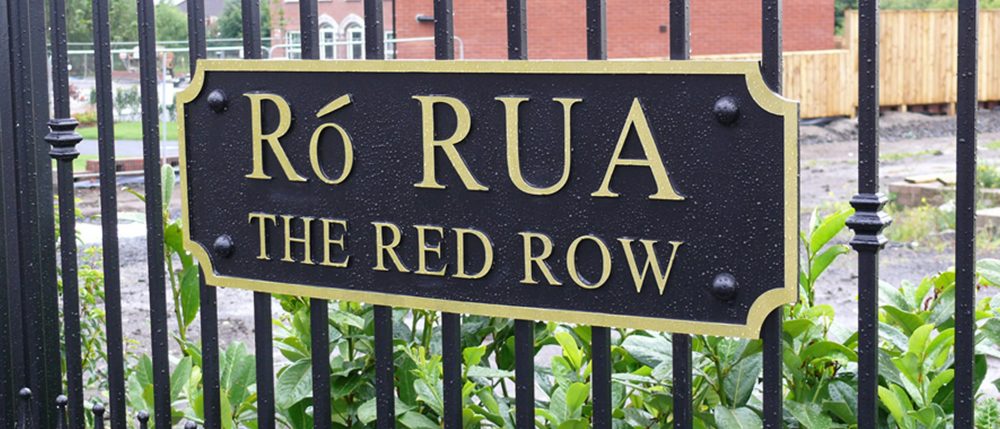 Ró RUA
THE RED ROW